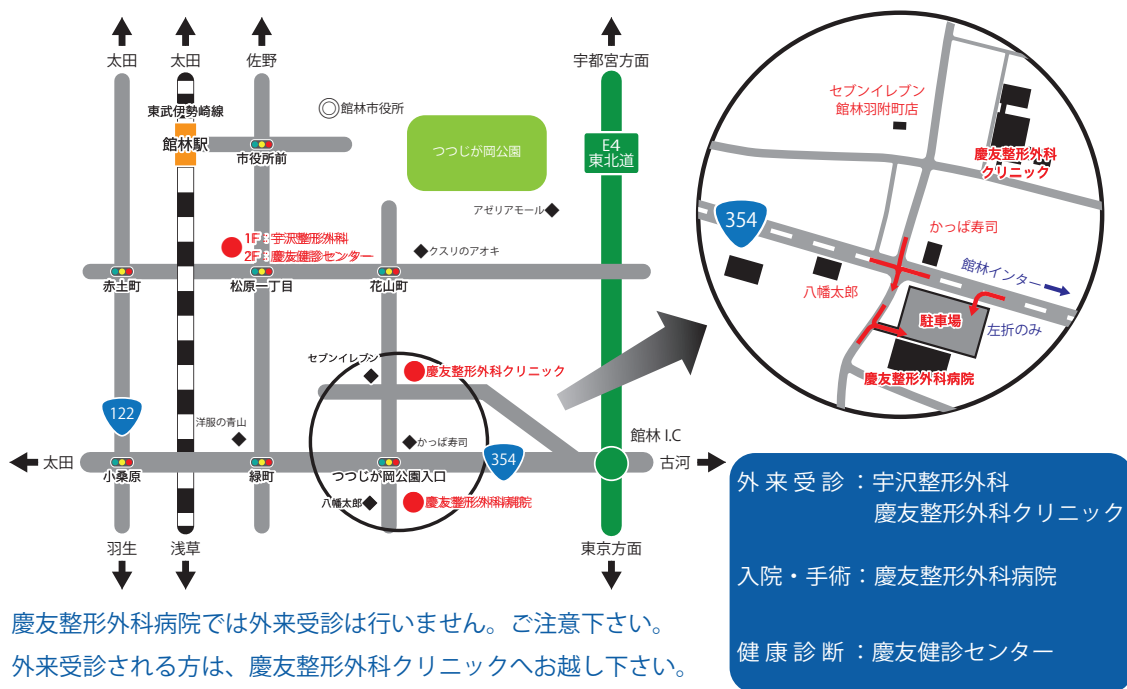 太田
太田
佐野
宇都宮方面
東武伊勢崎線
館林駅
館林市役所
市役所前
つつじが岡公園
E4
東北道
アゼリアモール
1F:宇沢整形外科
2F:慶友健診センター
クスリのアオキ
赤土町
松原一丁目
花山町
セブンイレブン
慶友整形外科クリニック
122
洋服の青山
かっぱ寿司
354
館林 I.C
太田
古河
小桑原
緑町
つつじが岡公園入口
八幡太郎
慶友整形外科病院
羽生
浅草
東京方面
セブンイレブン
館林羽附町店
慶友整形外科
クリニック
354
かっぱ寿司
館林インター
八幡太郎
駐車場
左折のみ
慶友整形外科病院
外来受診:宇沢整形外科
慶友整形外科クリニック
入院・手術:慶友整形外科病院
健康診断:慶友健診センター
慶友整形外科病院では外来受診は行いません。ご注意下さい。
外来受診される方は、慶友整形外科クリニックへお越し下さい。